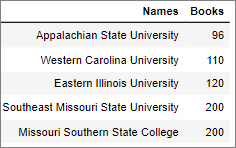 Names Books
Appalachian State University 96
Western Carolina University 110
Eastern Illinois University 120
Southeast Missouri State University 200
Missouri Southern State College 200